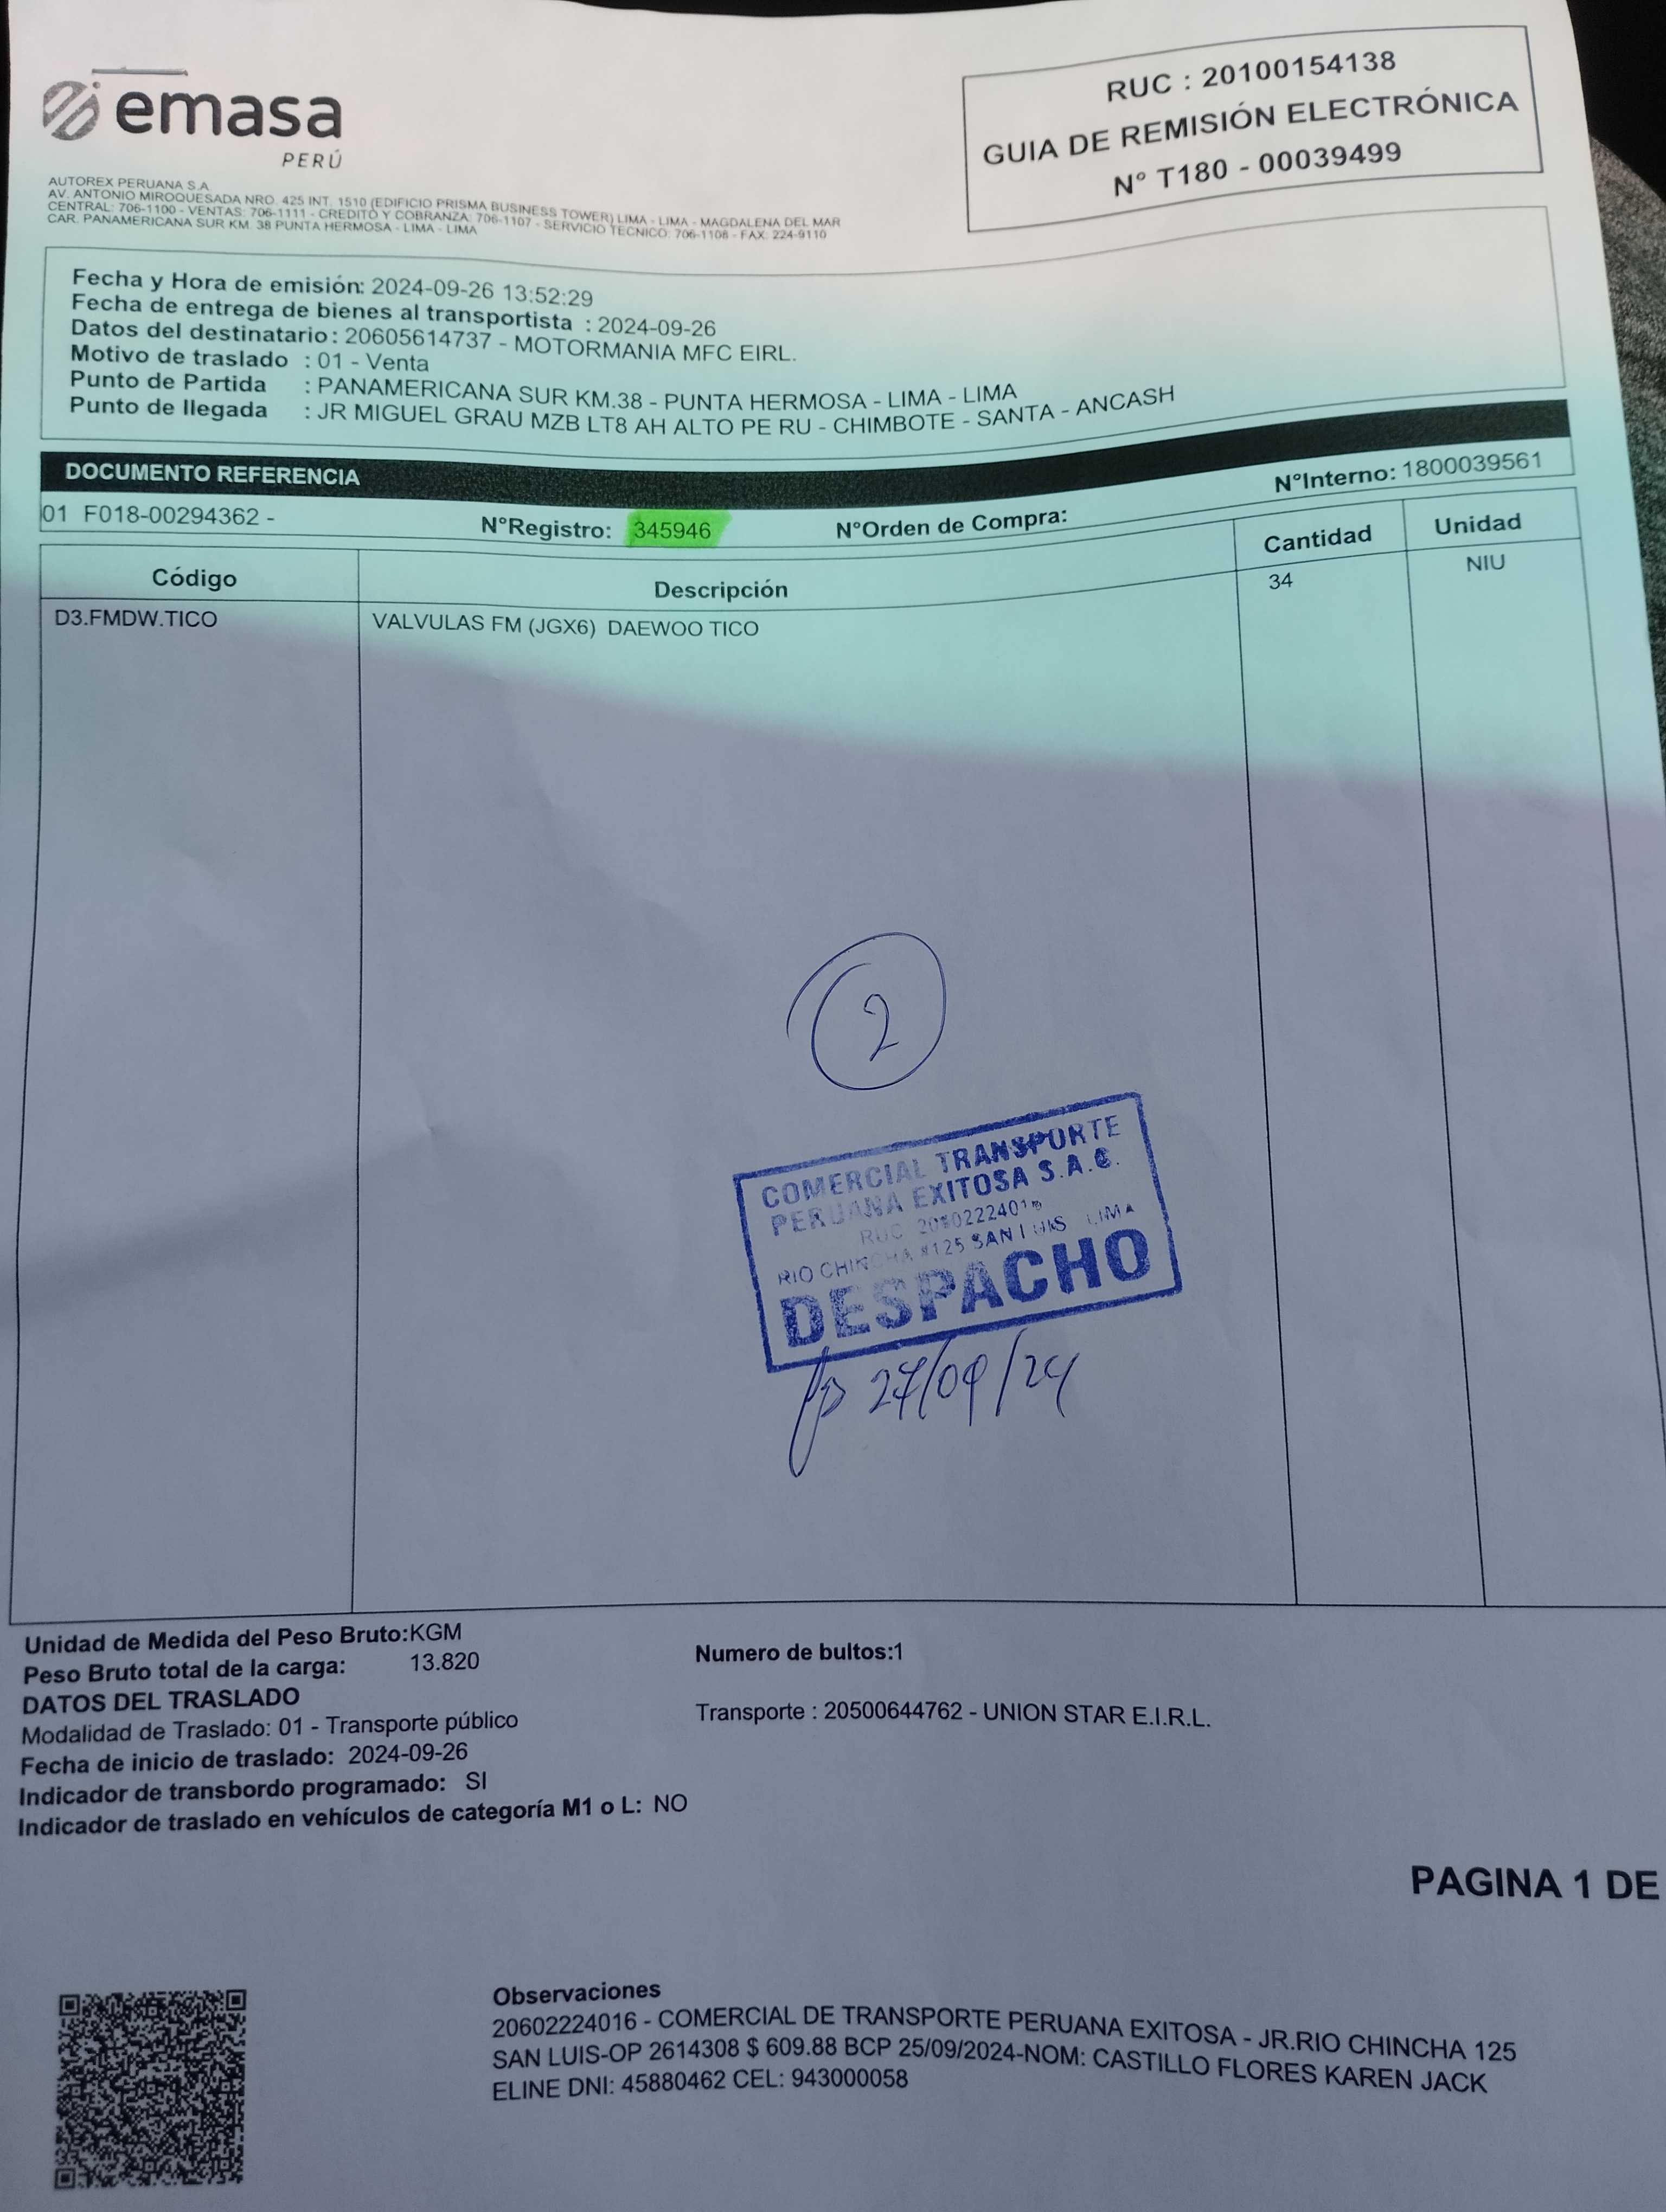 emasa
PERÚ
RUC : 20100154138
GUIA DE REMISIÓN ELECTRÓNICA
N° T180 - 00039499
AUTOREX PERUANA S.A.
AV. ANTONIO MIROQUESADA NRO. 425 INT. 1510 (EDIFICIO PRISMA BUSINESS TOWER) LIMA - LIMA - MAGDALENA DEL MAR
CENTRAL: 706-1100 - VENTAS: 706-1111 - CREDITO Y COBRANZA: 706-1107 - SERVICIO TECNICO: 706-1108 - FAX: 224-9110
CAR. PANAMERICANA SUR KM. 38 PUNTA HERMOSA - LIMA - LIMA
Fecha y Hora de emisión: 2024-09-26 13:52:29
Fecha de entrega de bienes al transportista : 2024-09-26
Datos del destinatario : 20605614737 - MOTORMANIA MFC EIRL.
Motivo de traslado : 01 - Venta
Punto de Partida : PANAMERICANA SUR KM.38 - PUNTA HERMOSA - LIMA - LIMA
Punto de llegada : JR MIGUEL GRAU MZB LT8 AH ALTO PE RU - CHIMBOTE - SANTA - ANCASH
DOCUMENTO REFERENCIA
N°Interno: 1800039561
01 F018-00294362 - N°Registro: 345946 N°Orden de Compra:
Código Descripción Cantidad Unidad
D3.FMDW.TICO VALVULAS FM (JGX6) DAEWOO TICO 34 NIU
2
COMERCIAL TRANSPORTE
PERUANA EXITOSA S.A.C.
RUC
RIO CHINCHA #125 SAN LUIS LIMA
DESPACHO
27/09/24
Unidad de Medida del Peso Bruto:KGM
Peso Bruto total de la carga: 13.820 Numero de bultos:1
DATOS DEL TRASLADO
Modalidad de Traslado: 01 - Transporte público Transporte : 20500644762 - UNION STAR E.I.R.L.
Fecha de inicio de traslado: 2024-09-26
Indicador de transbordo programado: SI
Indicador de traslado en vehículos de categoría M1 o L: NO
PAGINA 1 DE
Observaciones
20602224016 - COMERCIAL DE TRANSPORTE PERUANA EXITOSA - JR.RIO CHINCHA 125
SAN LUIS-OP 2614308 $ 609.88 BCP 25/09/2024-NOM: CASTILLO FLORES KAREN JACK
ELINE DNI: 45880462 CEL: 943000058